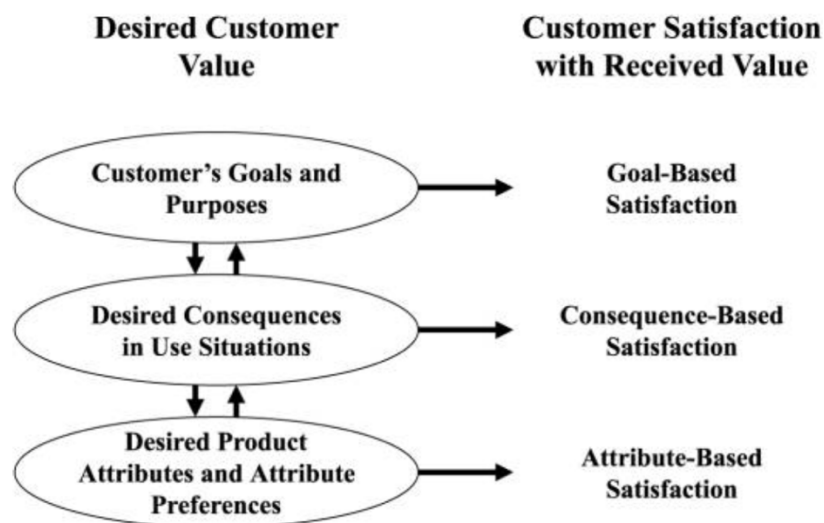 Desired Customer
Value
Customer Satisfaction
with Received Value
Customer's Goals and
Purposes
Goal-Based
Satisfaction
Desired Consequences
in Use Situations
Consequence-Based
Satisfaction
Desired Product
Attributes and Attribute
Preferences
Attribute-Based
Satisfaction